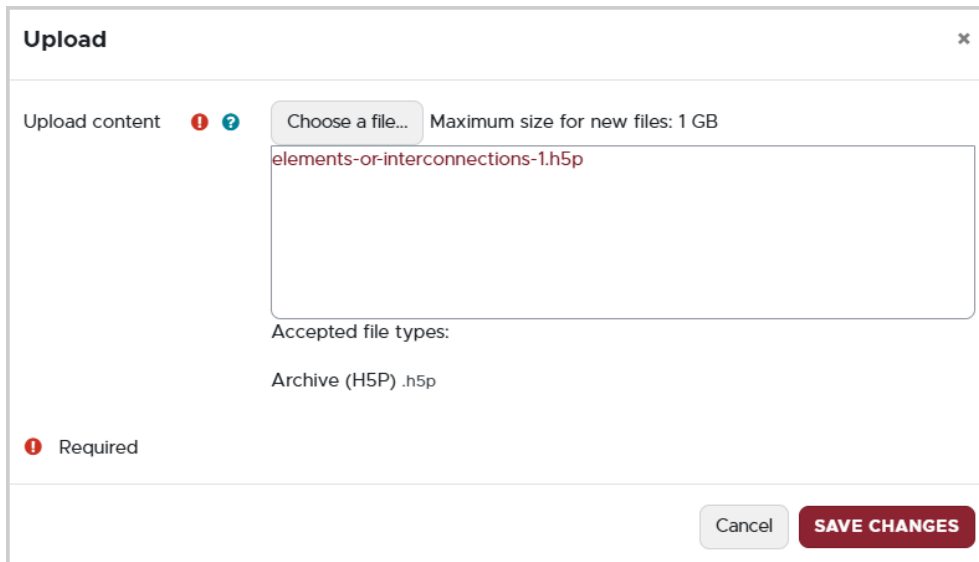 Upload
Upload content Choose a file... Maximum size for new files: 1 GB
elements-or-interconnections-1.h5p
Accepted file types:
Archive (H5P) .h5p
Required
Cancel SAVE CHANGES